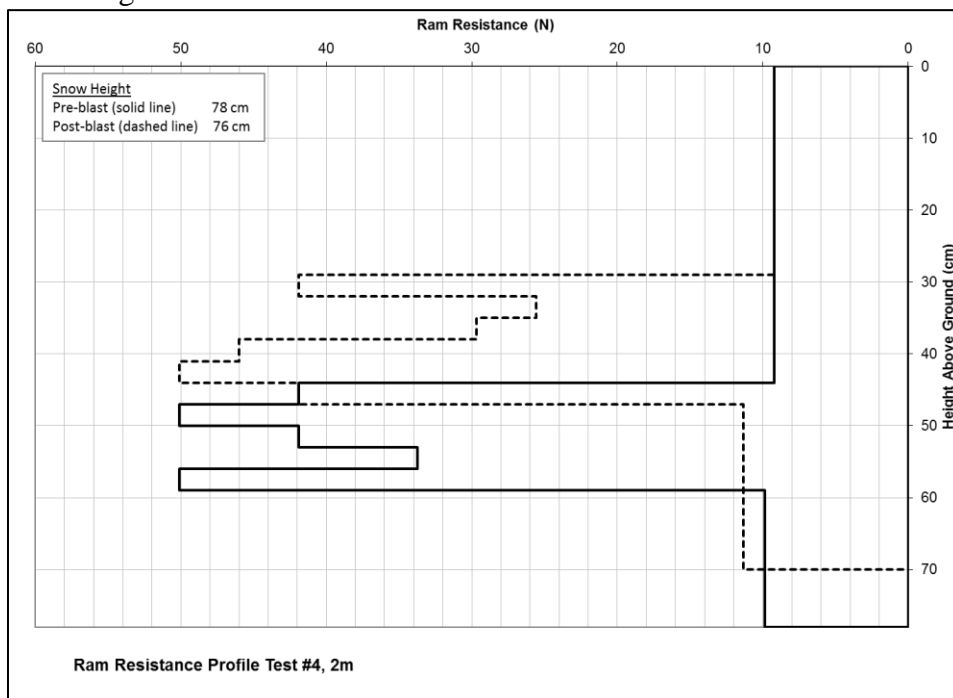 Ram Resistance (N)
60 50 40 30 20 10 0
Snow Height
Pre-blast (solid line) 78 cm
Post-blast (dashed line) 76 cm
0
10
20
30
40
50
60
70
Height Above Ground (cm)
Ram Resistance Profile Test #4, 2m